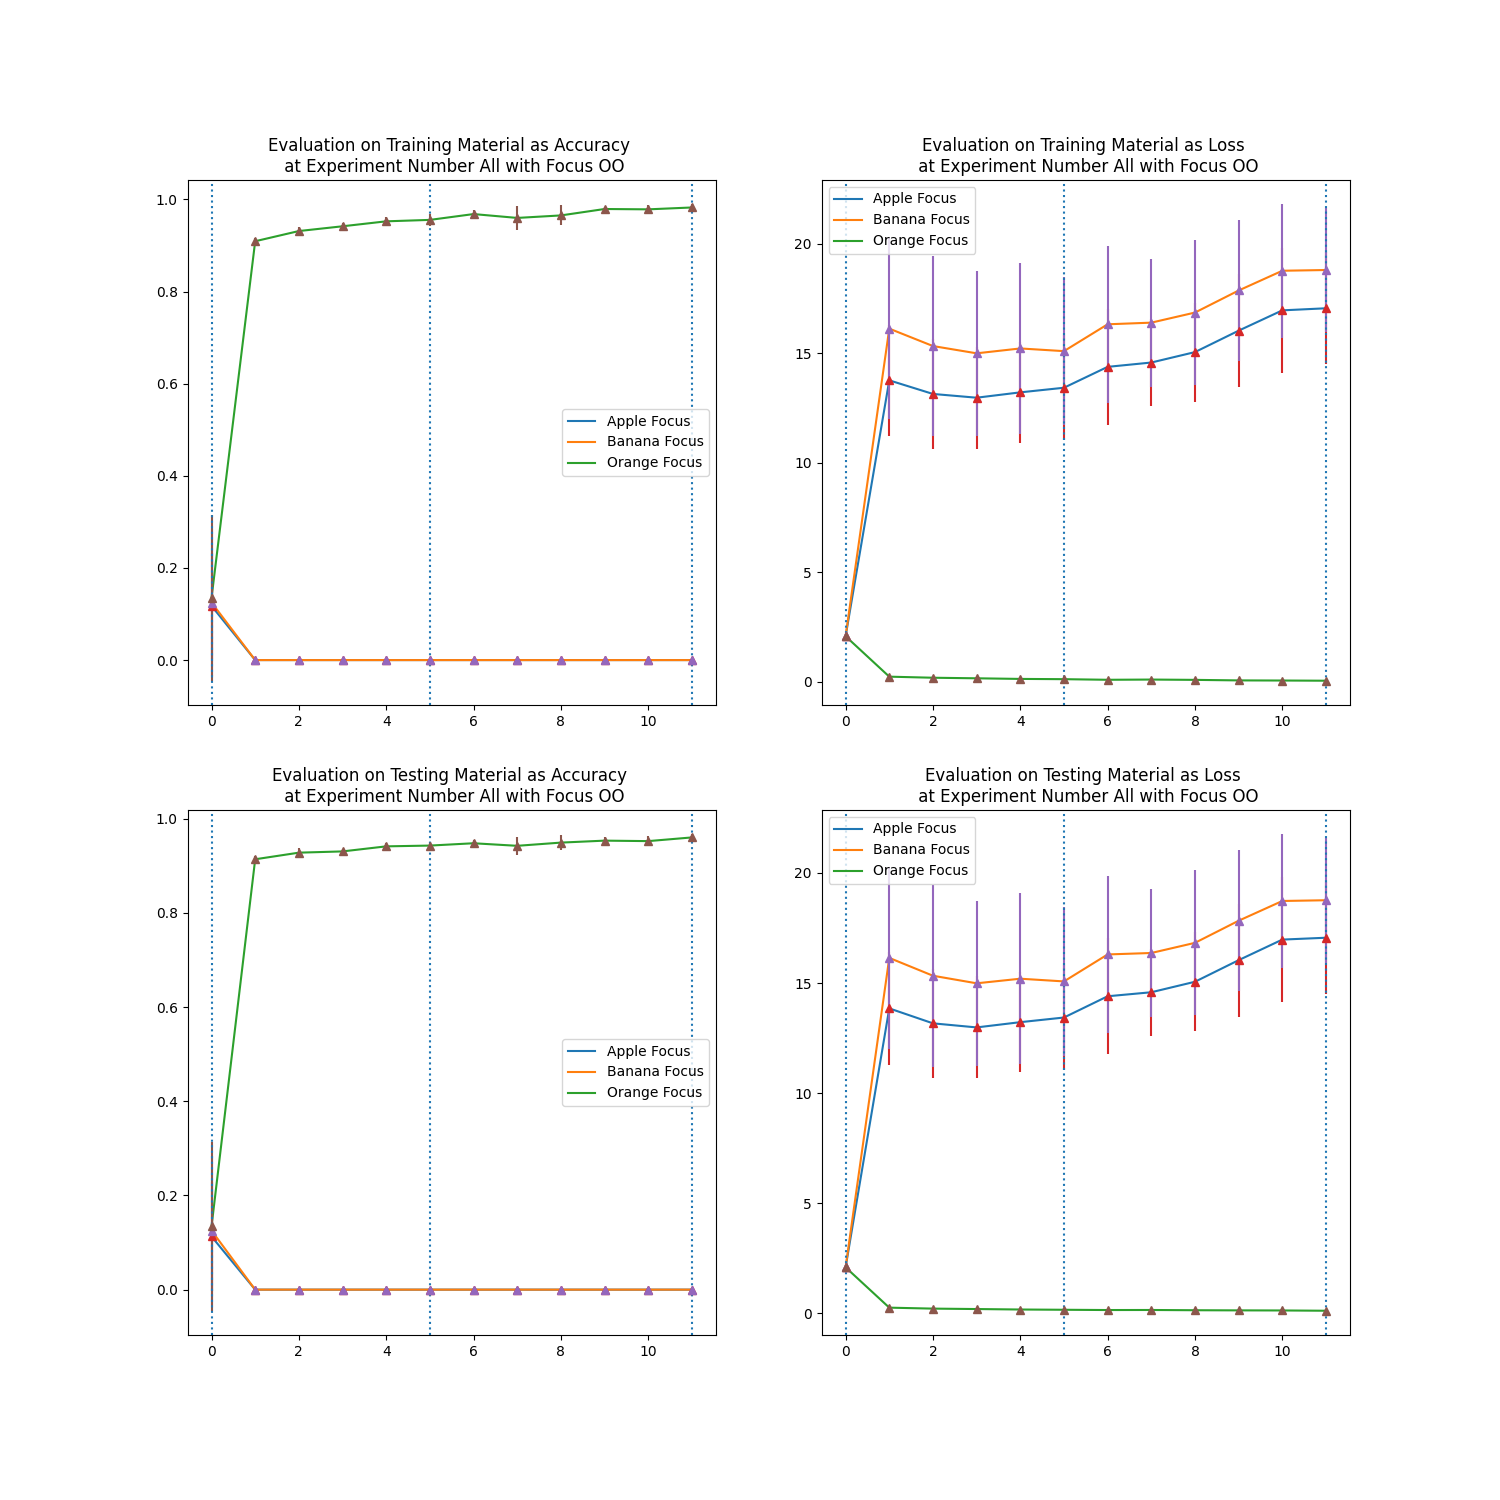 Evaluation on Training Material as Accuracy
at Experiment Number All with Focus OO
1.0
0.8
0.6
0.4
0.2
0.0
Apple Focus
Banana Focus
Orange Focus
0 2 4 6 8 10
Evaluation on Training Material as Loss
at Experiment Number All with Focus OO
Apple Focus
Banana Focus
Orange Focus
20
15
10
5
0
0 2 4 6 8 10
Evaluation on Testing Material as Accuracy
at Experiment Number All with Focus OO
1.0
0.8
0.6
0.4
0.2
0.0
Apple Focus
Banana Focus
Orange Focus
0 2 4 6 8 10
Evaluation on Testing Material as Loss
at Experiment Number All with Focus OO
Apple Focus
Banana Focus
Orange Focus
20
15
10
5
0
0 2 4 6 8 10